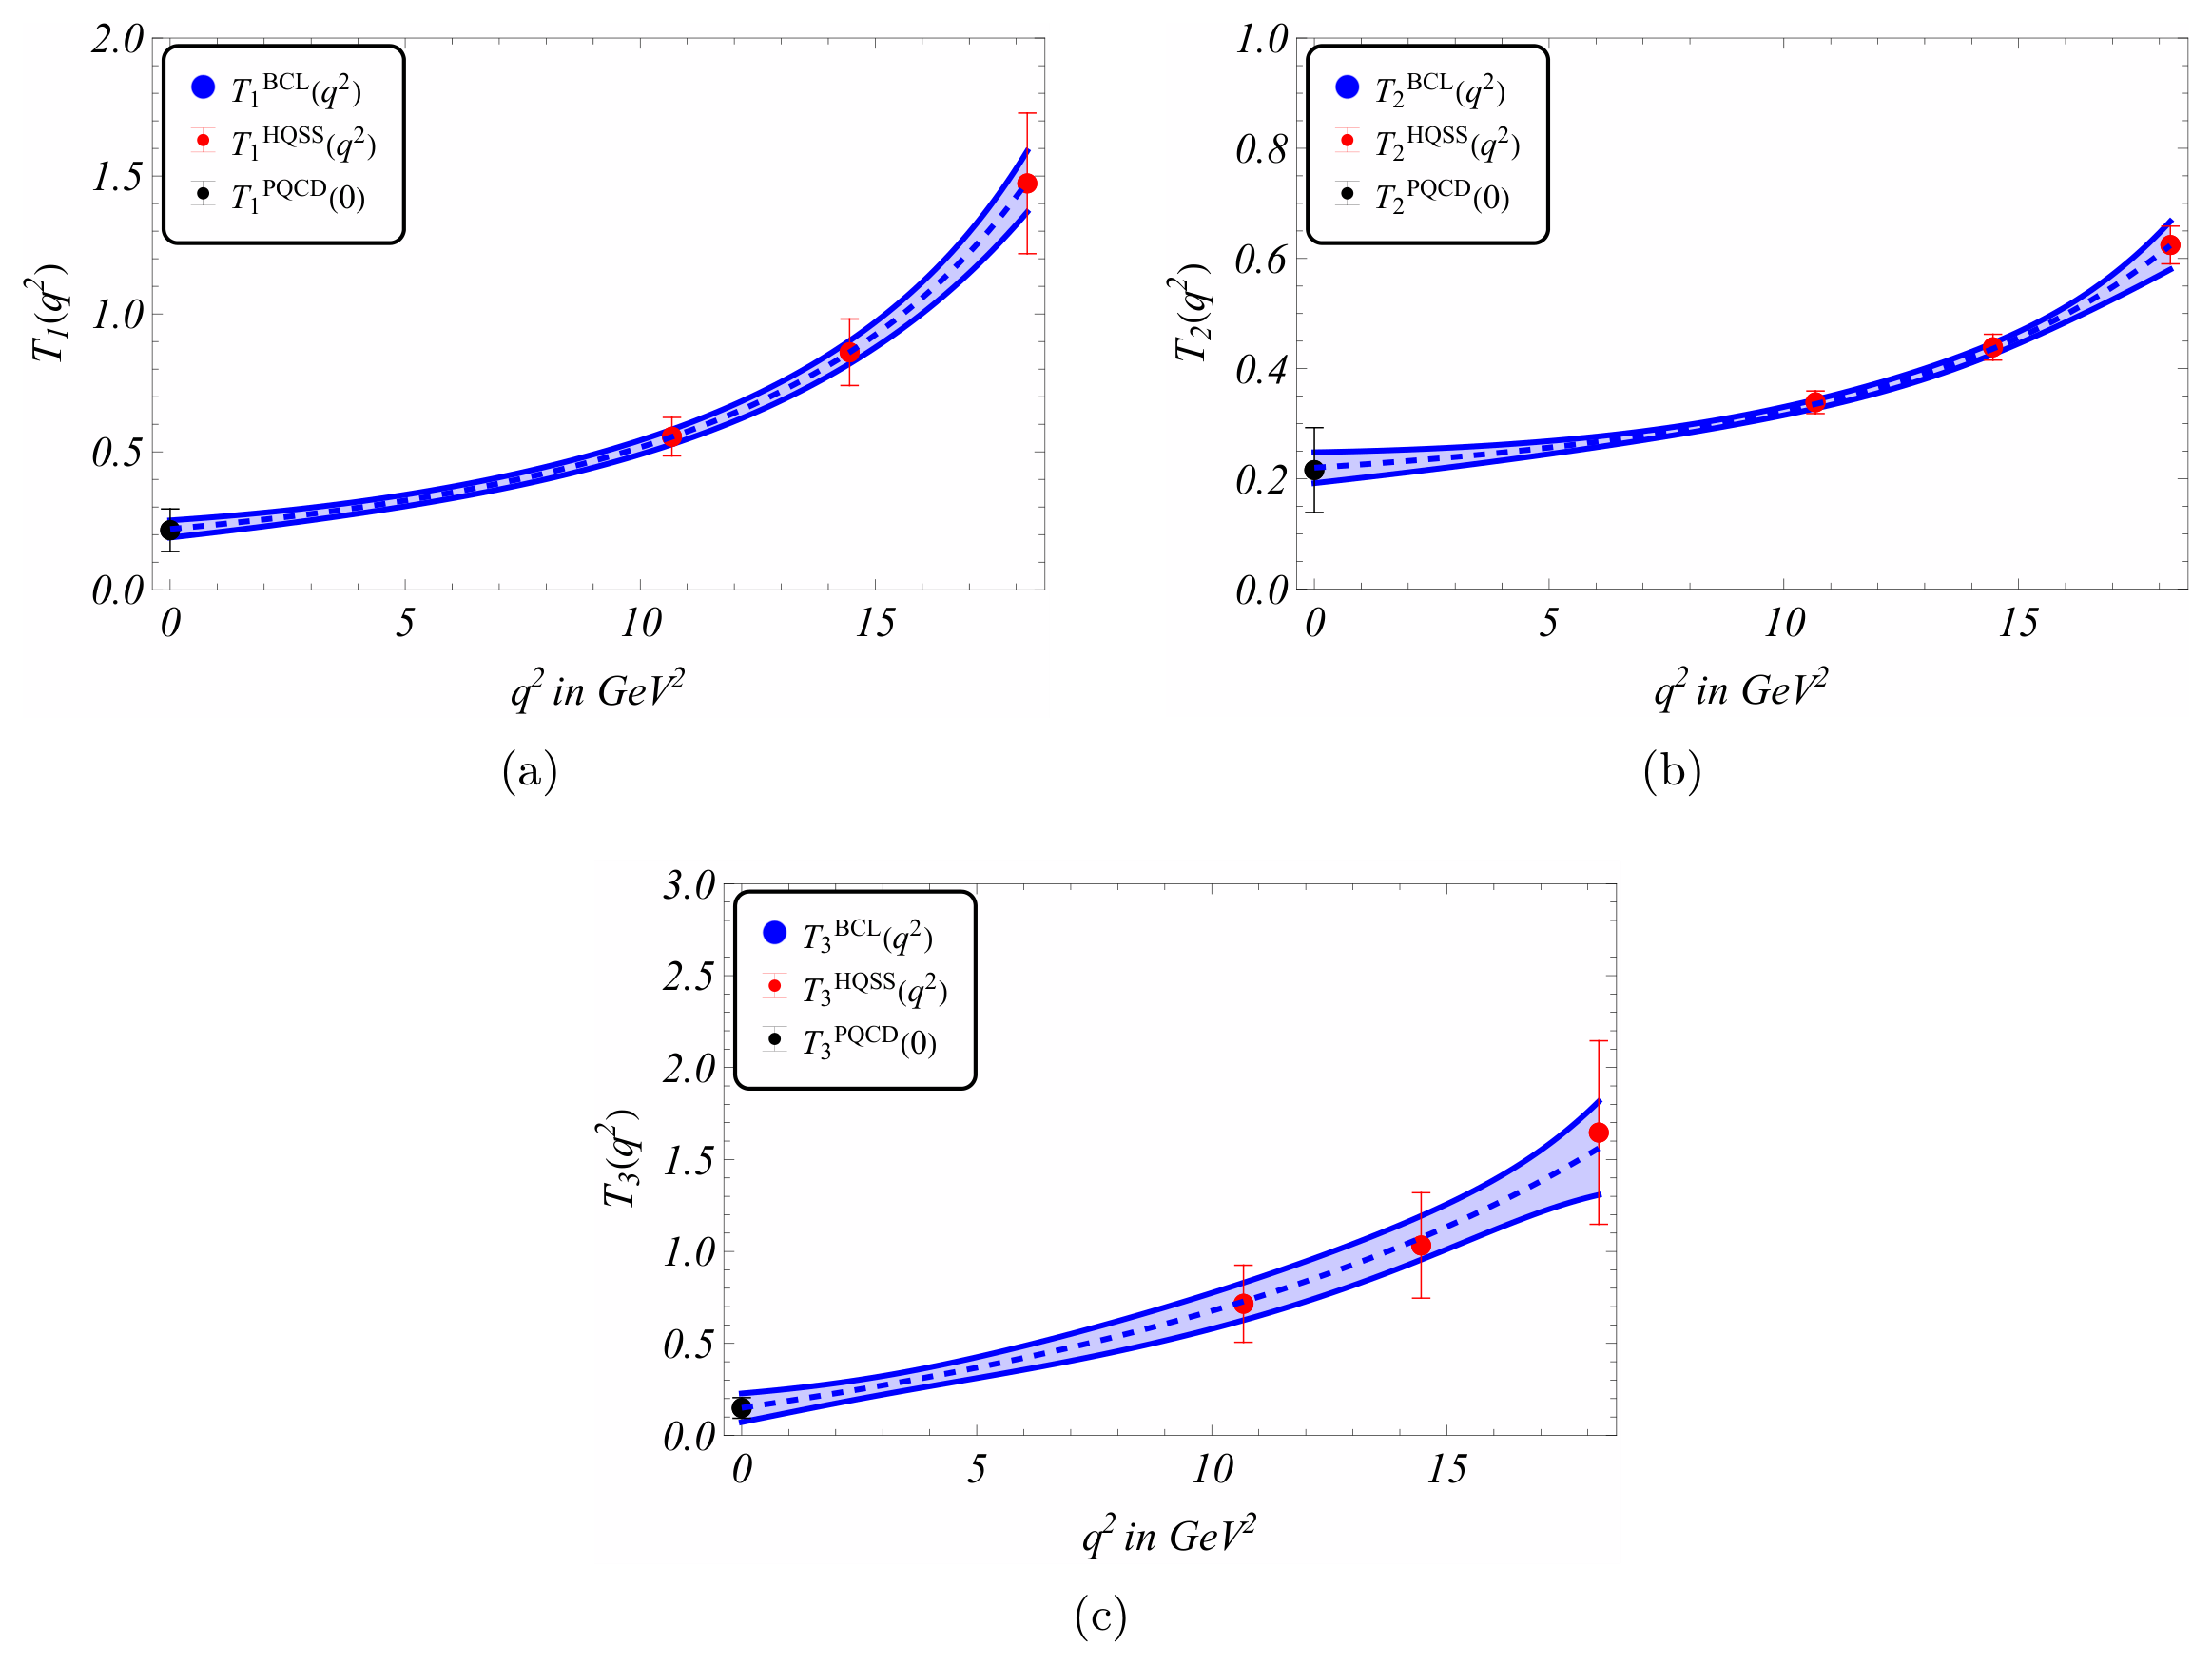 2.0
1.5
1.0
0.5
0.0
T₁(q²)
T₁ᴮᶜᴸ(q²)
T₁ᴴQˢˢ(q²)
T₁ᴾQᶜᴰ(0)
0 5 10 15
q² in GeV²
(a)
1.0
0.8
0.6
0.4
0.2
0.0
T₂(q²)
T₂ᴮᶜᴸ(q²)
T₂ᴴQˢˢ(q²)
T₂ᴾQᶜᴰ(0)
0 5 10 15
q² in GeV²
(b)
3.0
2.5
2.0
1.5
1.0
0.5
0.0
T₃(q²)
T₃ᴮᶜᴸ(q²)
T₃ᴴQˢˢ(q²)
T₃ᴾQᶜᴰ(0)
0 5 10 15
q² in GeV²
(c)